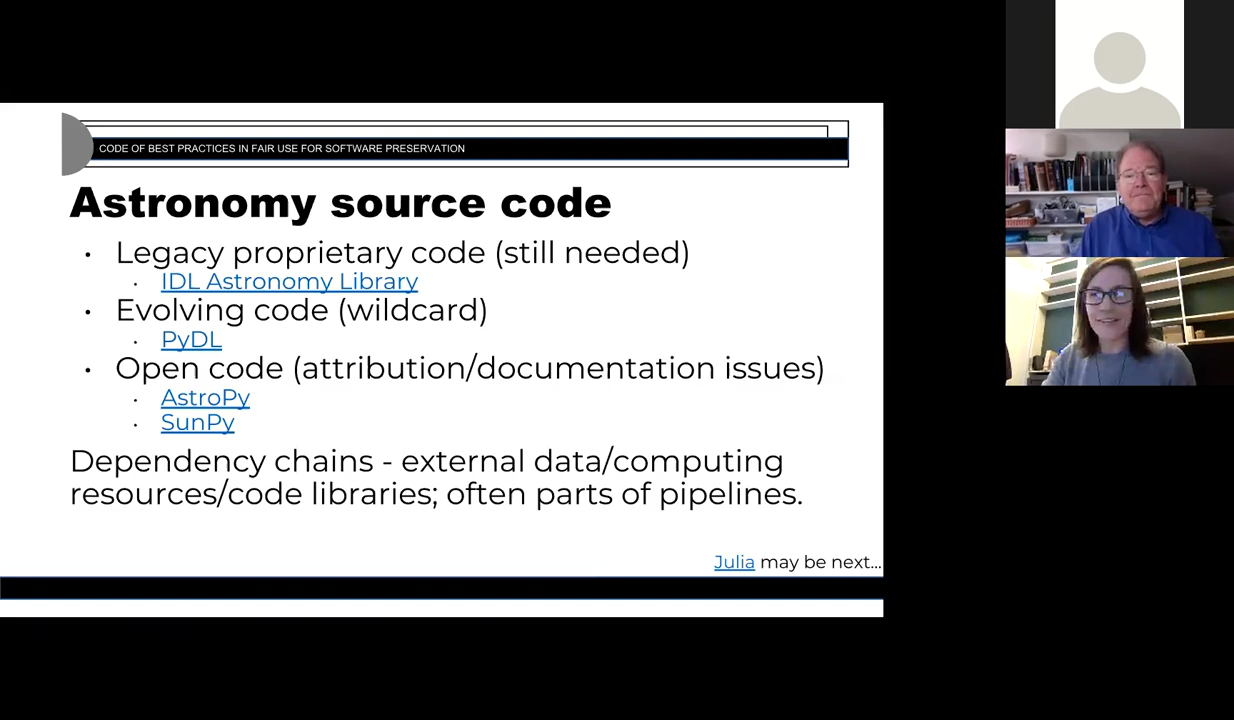 CODE OF BEST PRACTICES IN FAIR USE FOR SOFTWARE PRESERVATION
Astronomy source code
• Legacy proprietary code (still needed)
• IDL Astronomy Library
• Evolving code (wildcard)
• PyDL
• Open code (attribution/documentation issues)
• AstroPy
• SunPy
Dependency chains - external data/computing
resources/code libraries; often parts of pipelines.
Julia may be next...